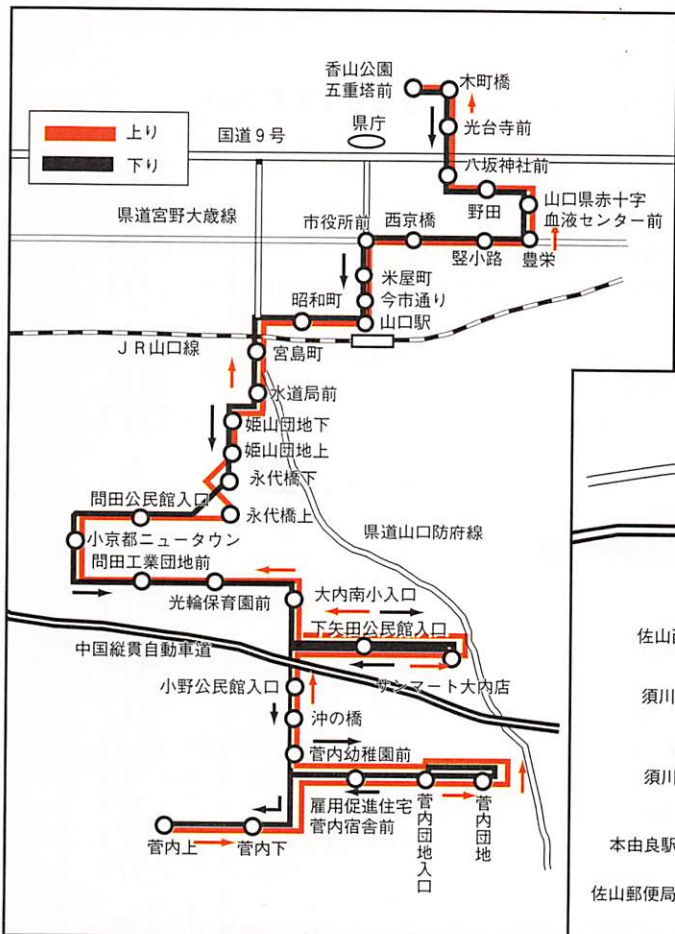 香山公園
五重塔前
木町橋
上り
下り
国道9号
県庁
光台寺前
八坂神社前
県道宮野大歳線
市役所前
西京橋
野田
山口県赤十字
血液センター前
竪小路
豊栄
米屋町
今市通り
昭和町
山口駅
JR山口線
宮島町
水道局前
姫山団地下
姫山団地上
永代橋下
問田公民館入口
永代橋上
小京都ニュータウン
県道山口防府線
問田工業団地前
光輪保育園前
大内南小入口
下矢田公民館入口
中国縦貫自動車道
サンマート大内店
小野公民館入口
沖の橋
菅内幼稚園前
雇用促進住宅
菅内宿舎前
菅内団地入口
菅内団地
菅内上
菅内下
佐山
須川
須川
本由良駅
佐山郵便局